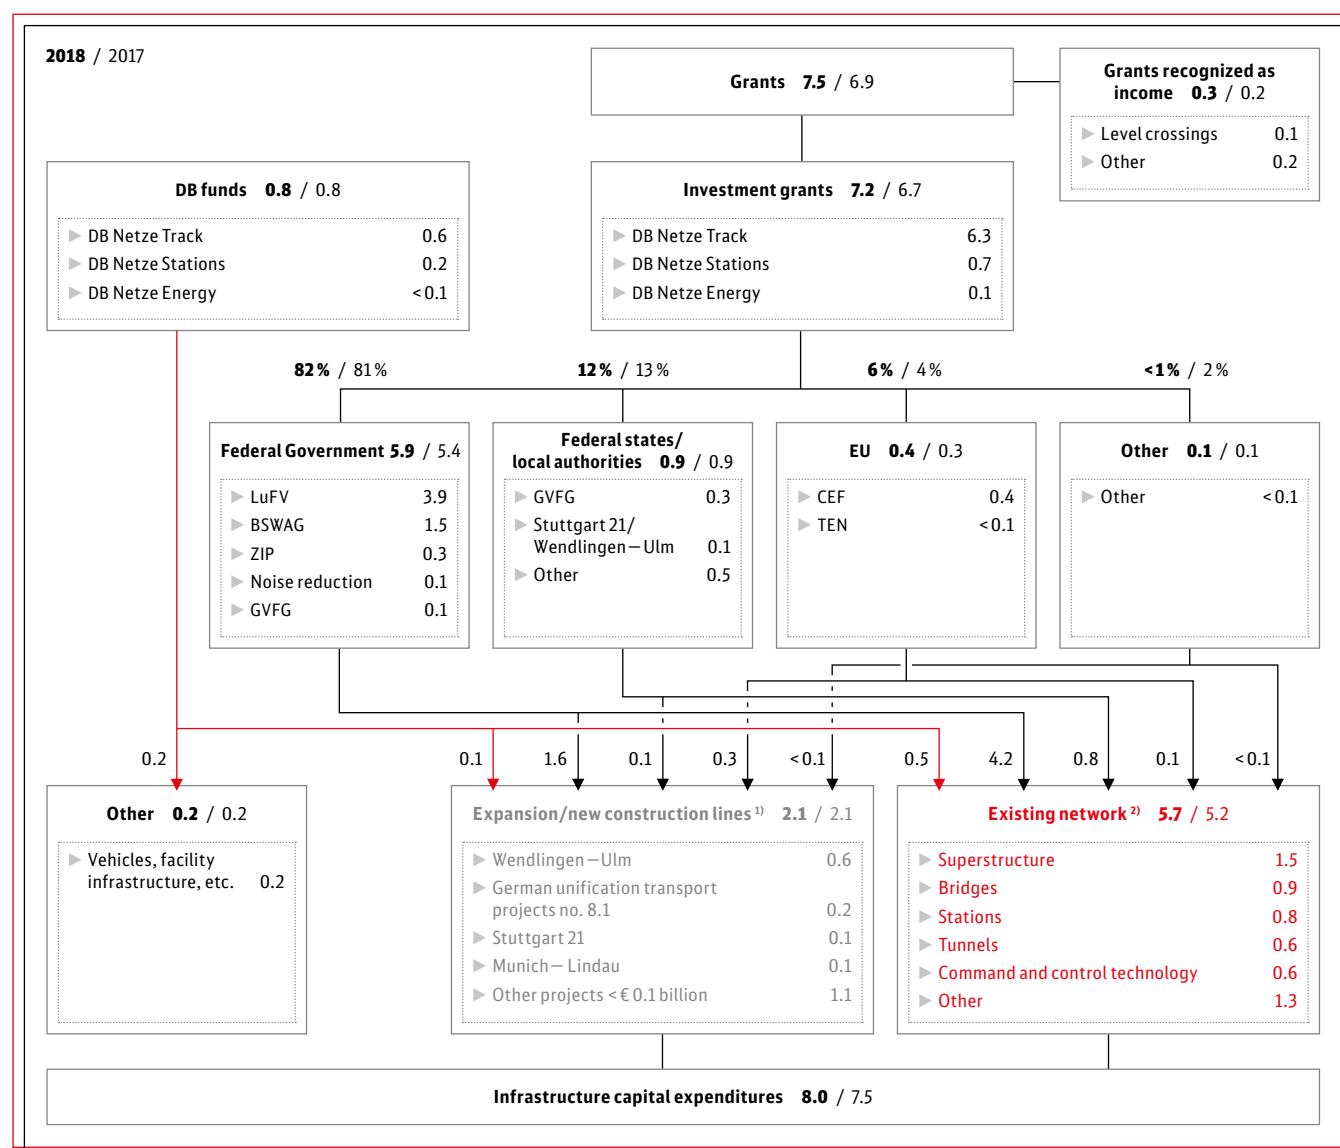 2018 / 2017
Grants 7.5 / 6.9
Grants recognized as
income 0.3 / 0.2
▶ Level crossings 0.1
▶ Other 0.2
DB funds 0.8 / 0.8
▶ DB Netze Track 0.6
▶ DB Netze Stations 0.2
▶ DB Netze Energy < 0.1
Investment grants 7.2 / 6.7
▶ DB Netze Track 6.3
▶ DB Netze Stations 0.7
▶ DB Netze Energy 0.1
82 % / 81 %
12 % / 13 %
6 % / 4 %
<1 % / 2 %
Federal Government 5.9 / 5.4
▶ LuFV 3.9
▶ BSWAG 1.5
▶ ZIP 0.3
▶ Noise reduction 0.1
▶ GVFG 0.1
Federal states/
local authorities 0.9 / 0.9
▶ GVFG 0.3
▶ Stuttgart 21/
Wendlingen — Ulm 0.1
▶ Other 0.5
EU 0.4 / 0.3
▶ CEF 0.4
▶ TEN < 0.1
Other 0.1 / 0.1
▶ Other < 0.1
0.2
0.1
1.6
0.1
0.3
< 0.1
0.5
4.2
0.8
0.1
< 0.1
Other 0.2 / 0.2
▶ Vehicles, facility
infrastructure, etc. 0.2
Expansion/new construction lines ¹⁾ 2.1 / 2.1
▶ Wendlingen — Ulm 0.6
▶ German unification transport
projects no. 8.1 0.2
▶ Stuttgart 21 0.1
▶ Munich — Lindau 0.1
▶ Other projects < € 0.1 billion 1.1
Existing network ²⁾ 5.7 / 5.2
▶ Superstructure 1.5
▶ Bridges 0.9
▶ Stations 0.8
▶ Tunnels 0.6
▶ Command and control technology 0.6
▶ Other 1.3
Infrastructure capital expenditures 8.0 / 7.5